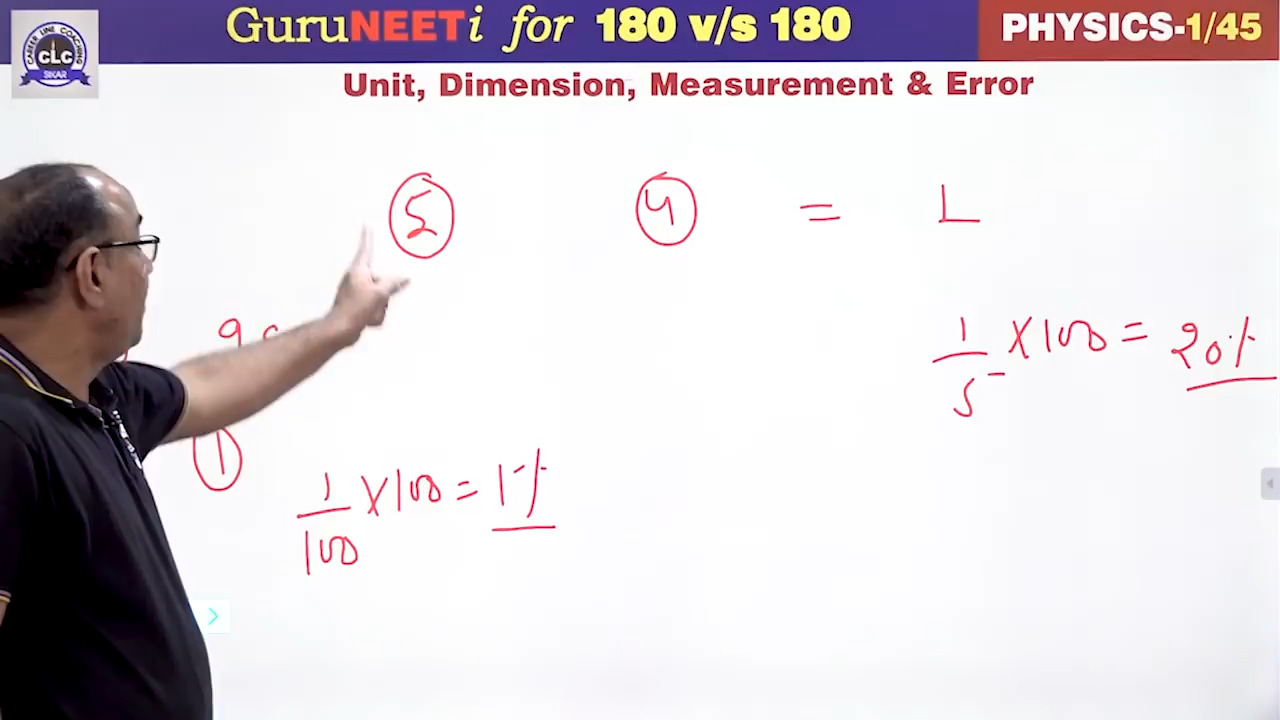 GuruNEETi for 180 v/s 180
PHYSICS-1/45
CAREER LINE COACHING
CLC
SIKAR
Unit, Dimension, Measurement & Error
5 4 = L
1/5 × 100 = 20%
1
1/100 × 100 = 1%